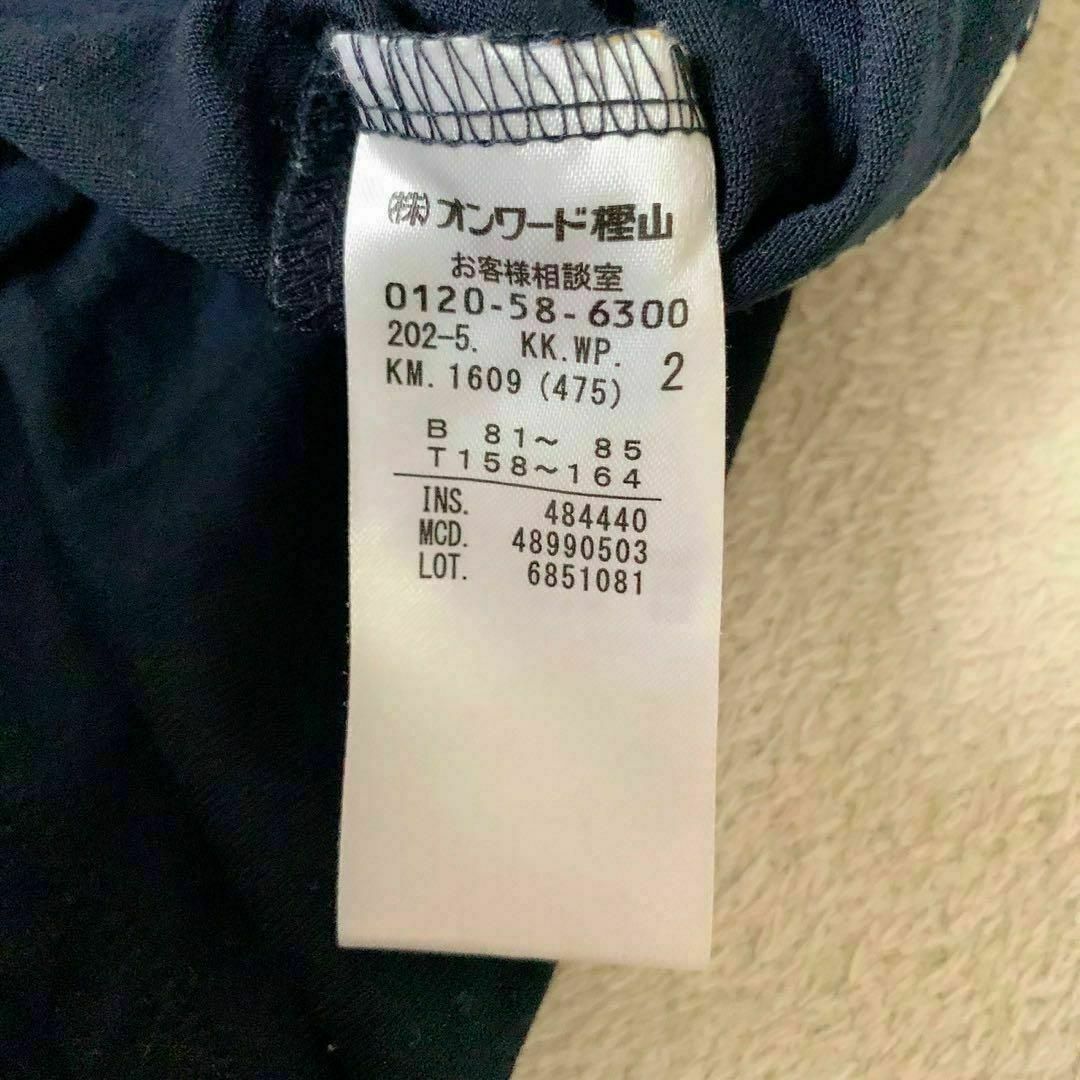 ㈱オンワード樫山
お客様相談室
0120-58-6300
202-5. KK.WP. 2
KM. 1609 (475)
B 81~ 85
T158~164
INS. 484440
MCD. 48990503
LOT. 6851081